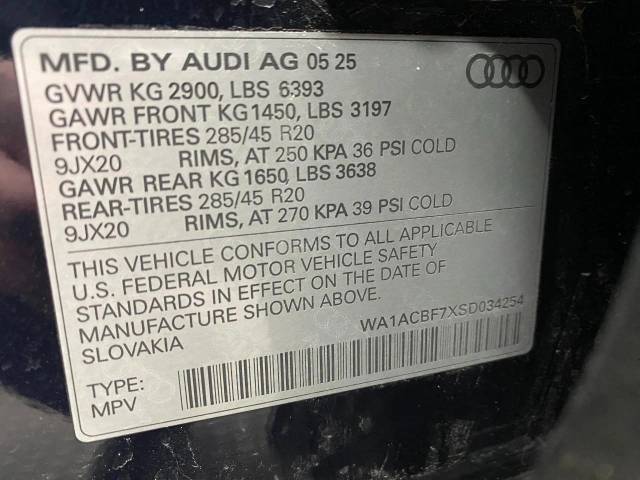 MFD. BY AUDI AG 05 25
GVWR KG 2900, LBS 6393
GAWR FRONT KG1450, LBS 3197
FRONT-TIRES 285/45 R20
9JX20 RIMS, AT 250 KPA 36 PSI COLD
GAWR REAR KG 1650, LBS 3638
REAR-TIRES 285/45 R20
9JX20 RIMS, AT 270 KPA 39 PSI COLD
THIS VEHICLE CONFORMS TO ALL APPLICABLE
U.S. FEDERAL MOTOR VEHICLE SAFETY
STANDARDS IN EFFECT ON THE DATE OF
MANUFACTURE SHOWN ABOVE.
SLOVAKIA
WA1ACBF7XSD034254
TYPE:
MPV